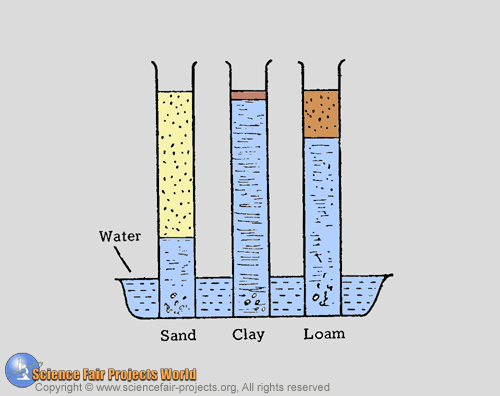 Water
Sand Clay Loam
Science Fair Projects World
Copyright © www.sciencefair-projects.org, All rights reserved